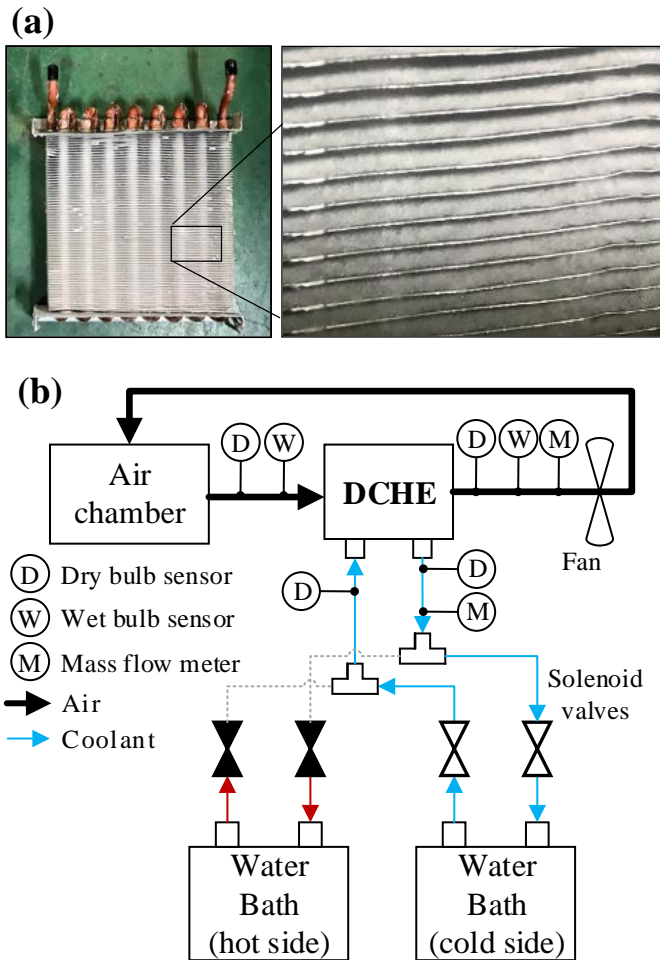 (a)
(b)
D W
D W M
Air
chamber
DCHE
Fan
D Dry bulb sensor
D
D
W Wet bulb sensor
M
M Mass flow meter
Air
Solenoid
valves
Coolant
Water
Bath
(hot side)
Water
Bath
(cold side)